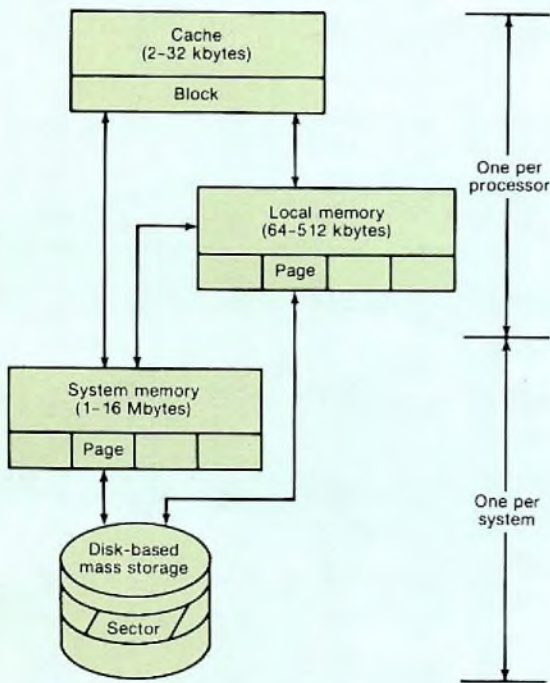 Cache
(2–32 kbytes)
Block
One per
processor
Local memory
(64–512 kbytes)
Page
System memory
(1–16 Mbytes)
Page
One per
system
Disk-based
mass storage
Sector